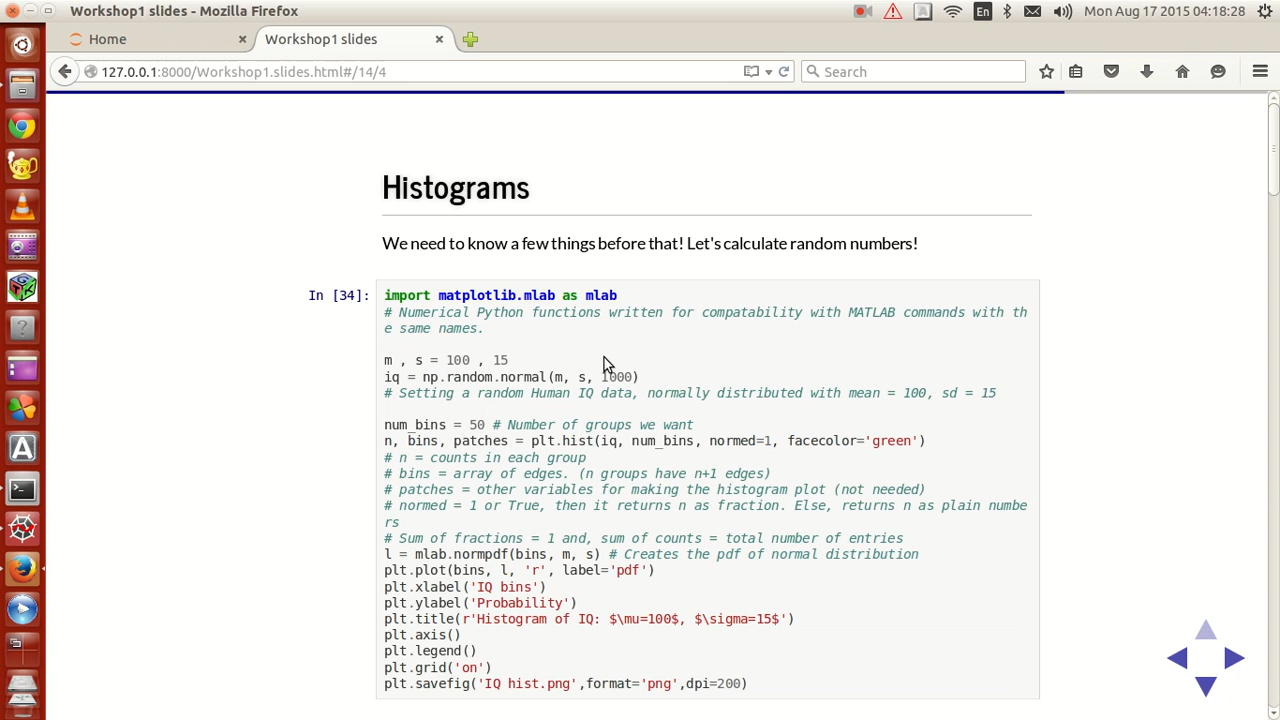 Workshop1 slides - Mozilla Firefox
En
Mon Aug 17 2015 04:18:28
Home
Workshop1 slides
127.0.0.1:8000/Workshop1.slides.html#/14/4
Search
Histograms
We need to know a few things before that! Let's calculate random numbers!
In [34]:
import matplotlib.mlab as mlab
# Numerical Python functions written for compatability with MATLAB commands with th
e same names.
m , s = 100 , 15
iq = np.random.normal(m, s, 1000)
# Setting a random Human IQ data, normally distributed with mean = 100, sd = 15
num_bins = 50 # Number of groups we want
n, bins, patches = plt.hist(iq, num_bins, normed=1, facecolor='green')
# n = counts in each group
# bins = array of edges. (n groups have n+1 edges)
# patches = other variables for making the histogram plot (not needed)
# normed = 1 or True, then it returns n as fraction. Else, returns n as plain numbe
rs
# Sum of fractions = 1 and, sum of counts = total number of entries
l = mlab.normpdf(bins, m, s) # Creates the pdf of normal distribution
plt.plot(bins, l, 'r', label='pdf')
plt.xlabel('IQ bins')
plt.ylabel('Probability')
plt.title(r'Histogram of IQ: $\mu=100$, $\sigma=15$')
plt.axis()
plt.legend()
plt.grid('on')
plt.savefig('IQ hist.png',format='png',dpi=200)